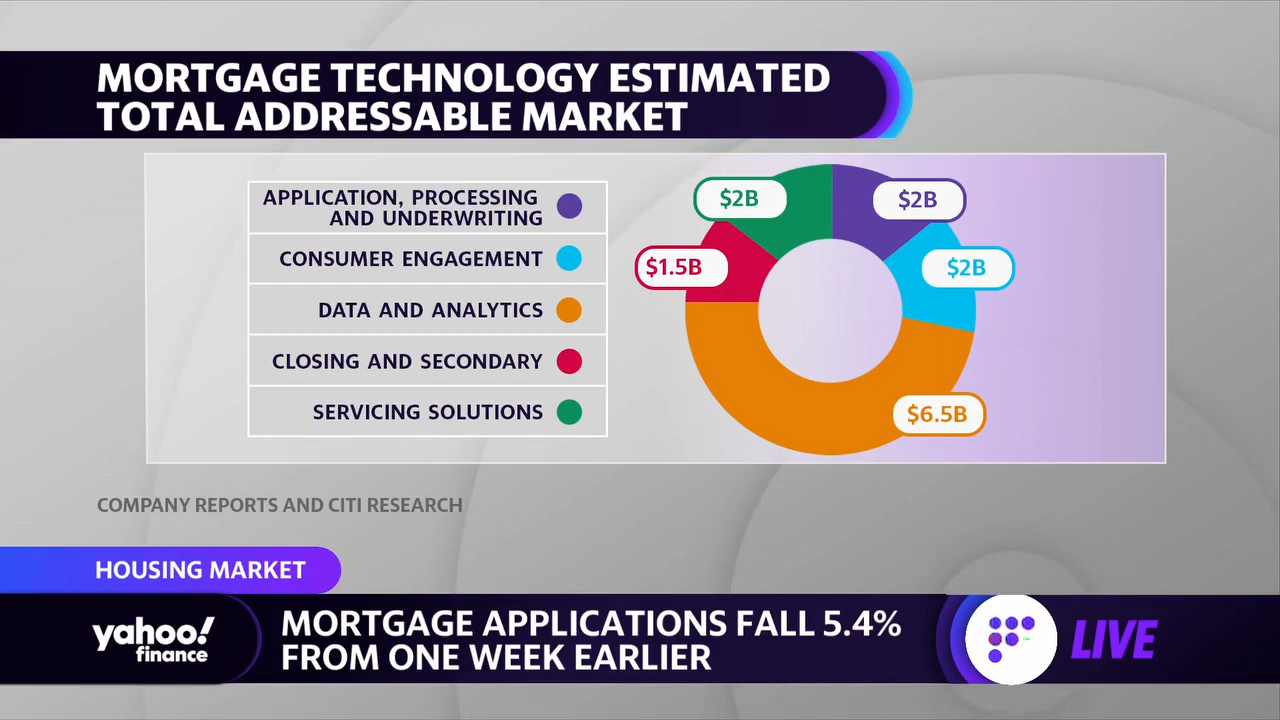 MORTGAGE TECHNOLOGY ESTIMATED
TOTAL ADDRESSABLE MARKET
APPLICATION, PROCESSING
AND UNDERWRITING
CONSUMER ENGAGEMENT
DATA AND ANALYTICS
CLOSING AND SECONDARY
SERVICING SOLUTIONS
$2B
$2B
$1.5B
$2B
$6.5B
COMPANY REPORTS AND CITI RESEARCH
HOUSING MARKET
yahoo!
finance
MORTGAGE APPLICATIONS FALL 5.4%
FROM ONE WEEK EARLIER
LIVE